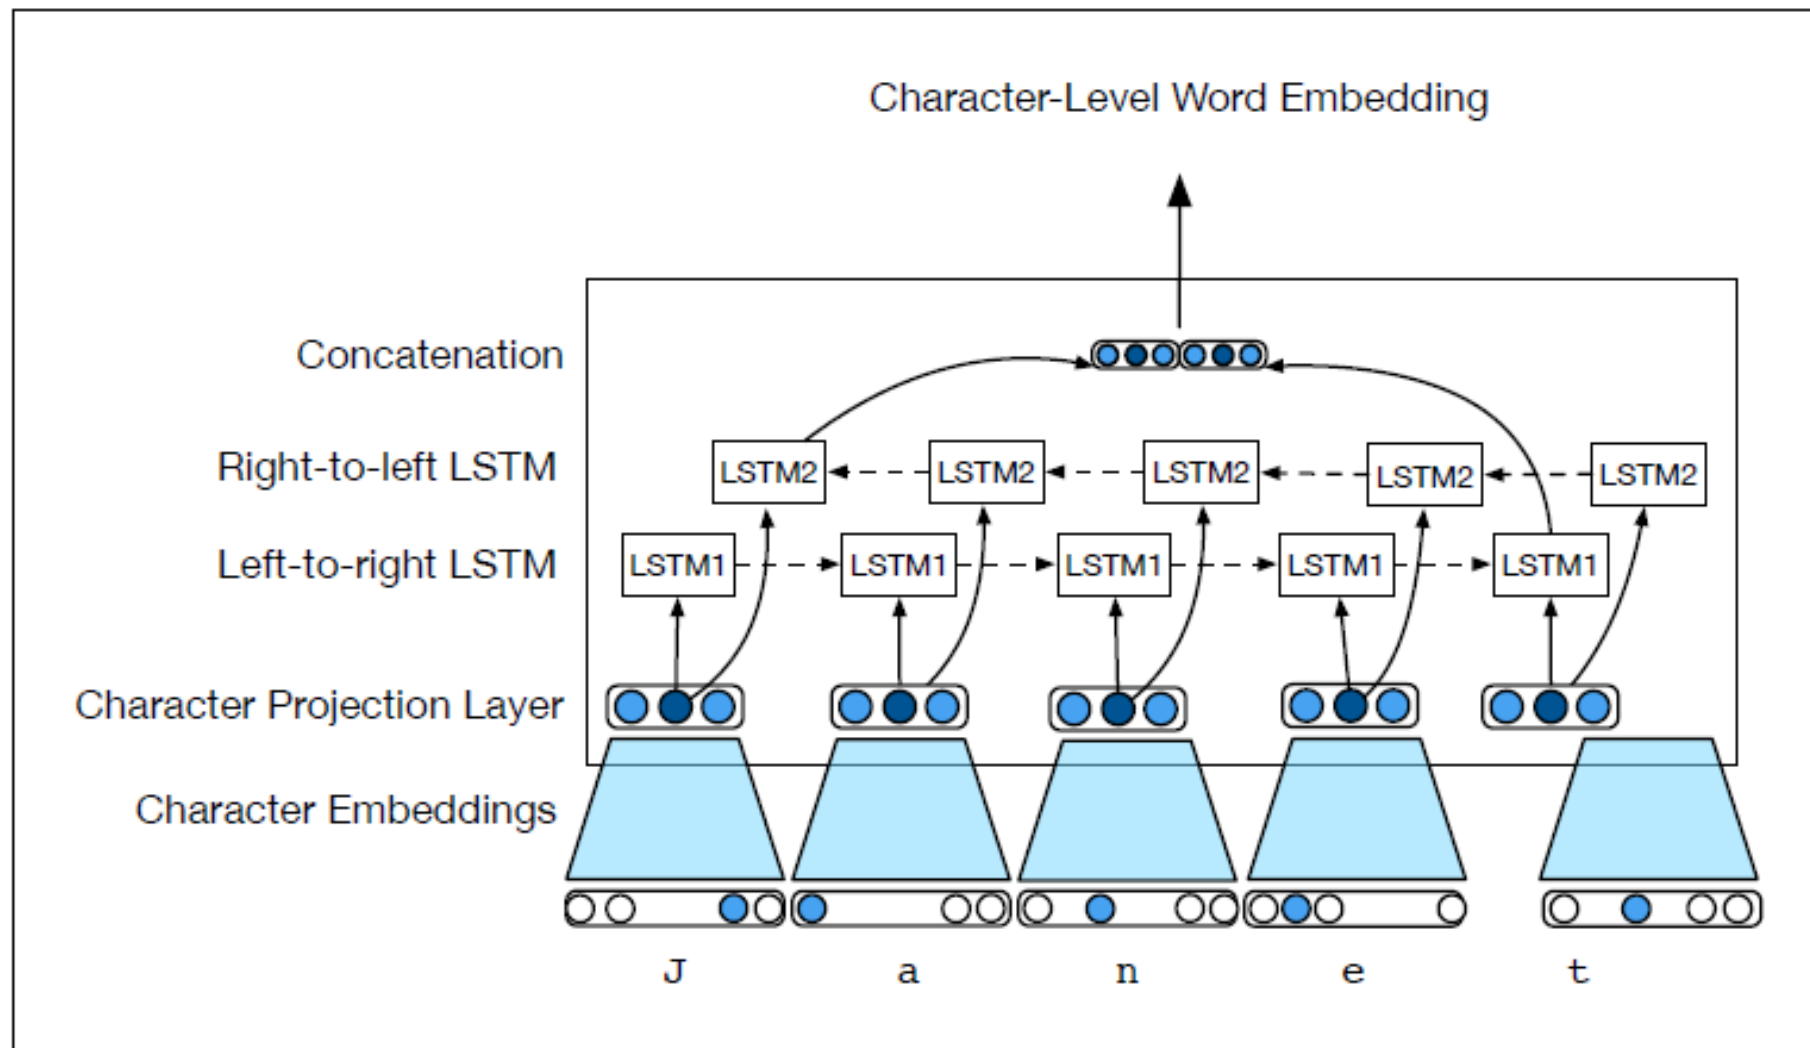 Character-Level Word Embedding
Concatenation
Right-to-left LSTM
LSTM2 LSTM2 LSTM2 LSTM2 LSTM2
Left-to-right LSTM
LSTM1 LSTM1 LSTM1 LSTM1 LSTM1
Character Projection Layer
Character Embeddings
J a n e t